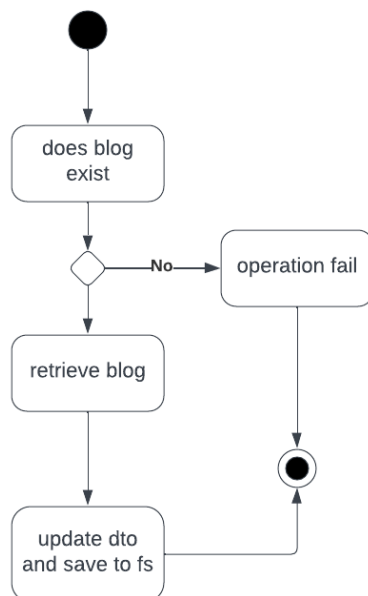 does blog
exist
No
operation fail
retrieve blog
update dto
and save to fs